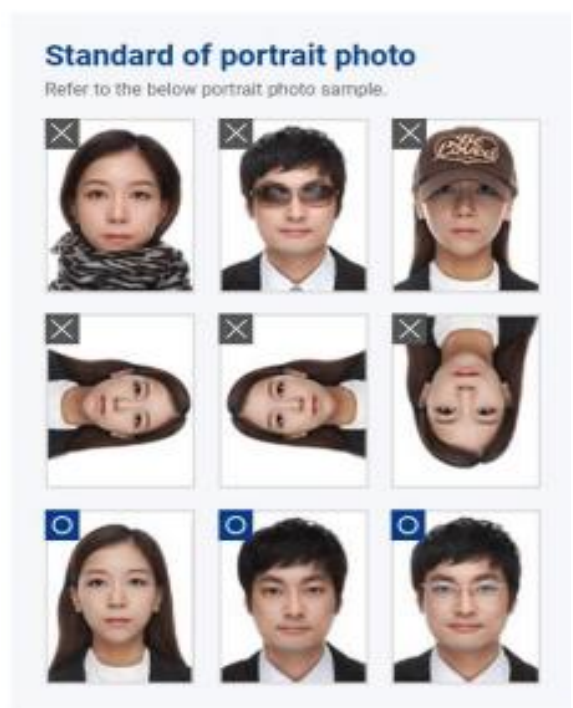 Standard of portrait photo
Refer to the below portrait photo sample.